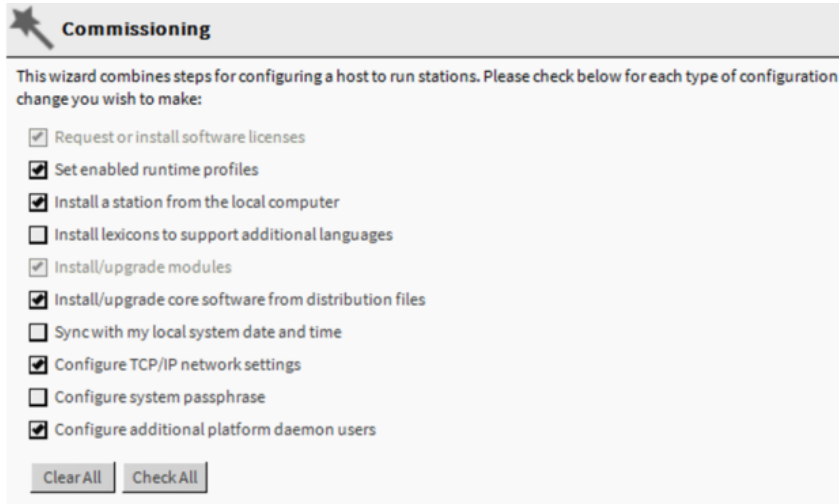 Commissioning
This wizard combines steps for configuring a host to run stations. Please check below for each type of configuration
change you wish to make:
Request or install software licenses
Set enabled runtime profiles
Install a station from the local computer
Install lexicons to support additional languages
Install/upgrade modules
Install/upgrade core software from distribution files
Sync with my local system date and time
Configure TCP/IP network settings
Configure system passphrase
Configure additional platform daemon users
Clear All Check All